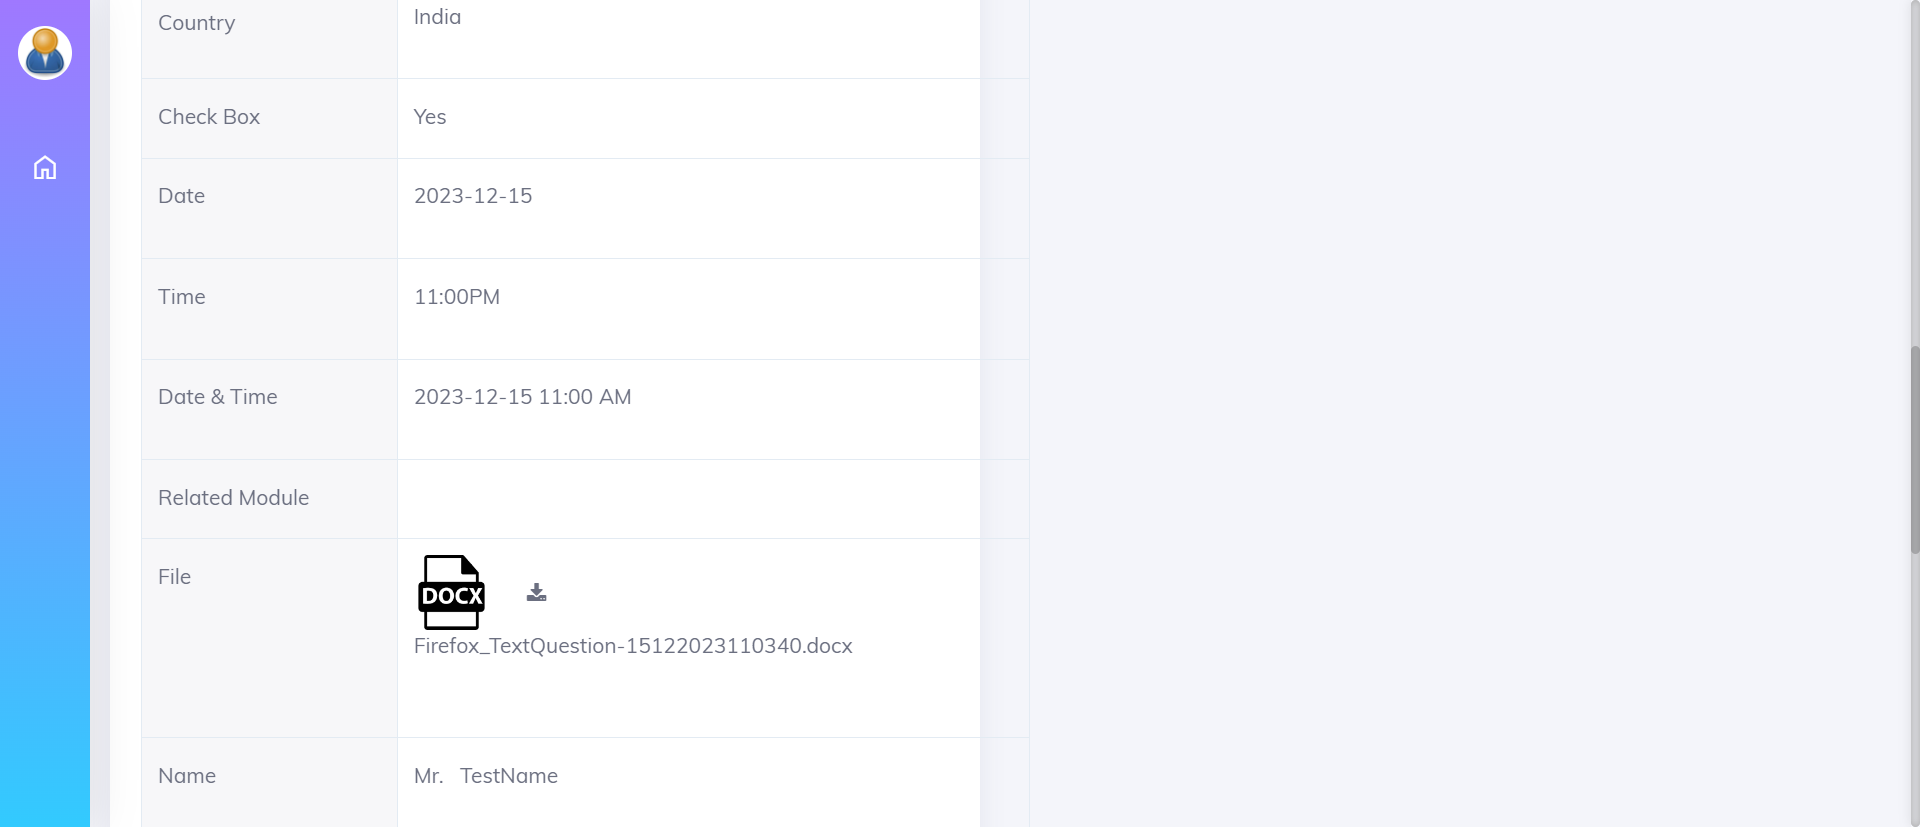 Country India
Check Box Yes
Date 2023-12-15
Time 11:00PM
Date & Time 2023-12-15 11:00 AM
Related Module
File DOCX
Firefox_TextQuestion-15122023110340.docx
Name Mr. TestName